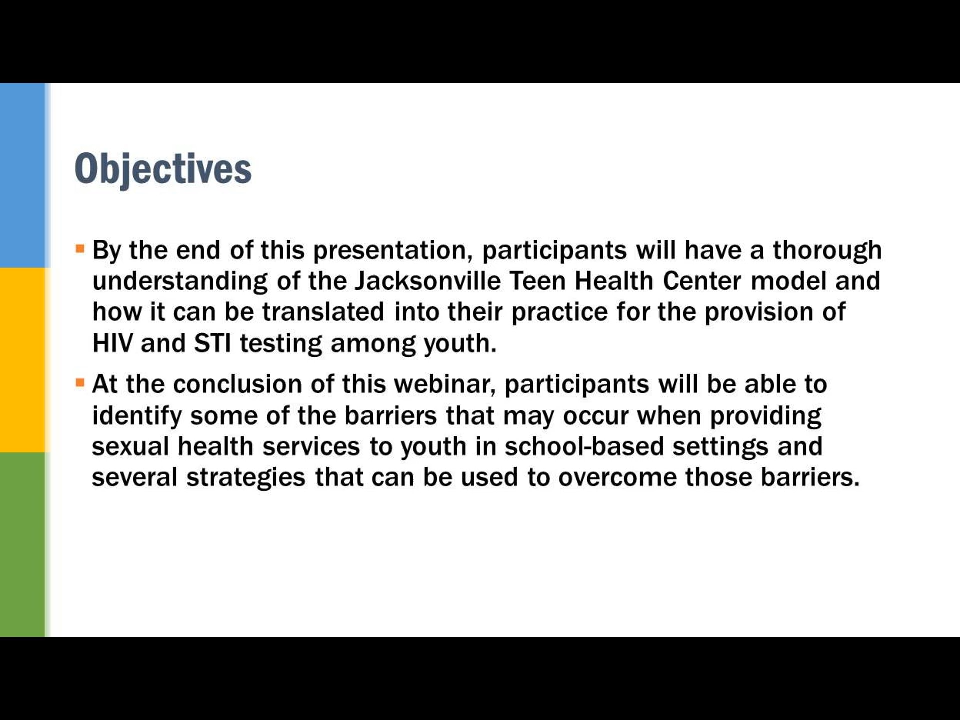 Objectives
By the end of this presentation, participants will have a thorough
understanding of the Jacksonville Teen Health Center model and
how it can be translated into their practice for the provision of
HIV and STI testing among youth.
At the conclusion of this webinar, participants will be able to
identify some of the barriers that may occur when providing
sexual health services to youth in school-based settings and
several strategies that can be used to overcome those barriers.